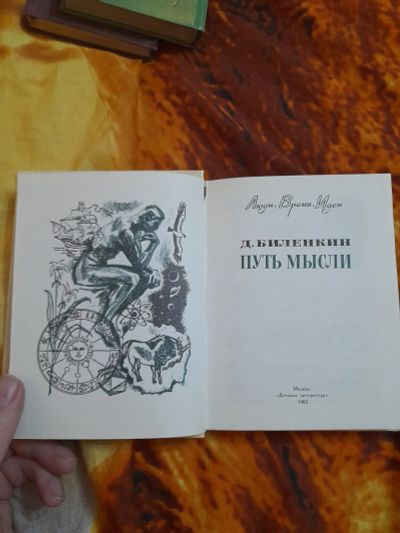 Люди. Время. Идеи
Д. БИЛЕНКИН
ПУТЬ МЫСЛИ
Москва
«Детская литература»
1982